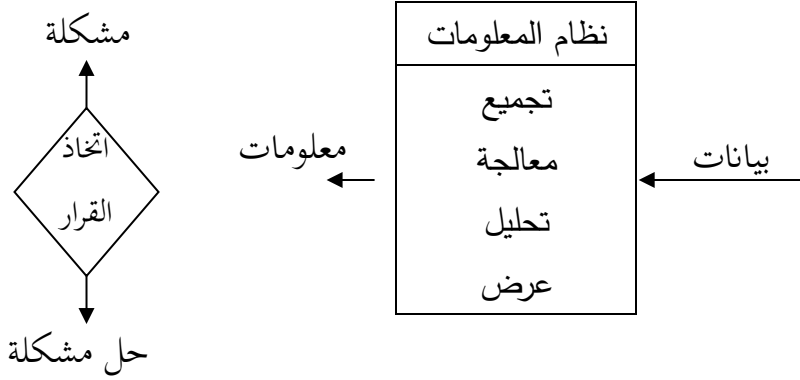 نظام المعلومات
تجميع
معالجة
تحليل
عرض
بيانات
معلومات
مشكلة
اتخاذ
القرار
حل مشكلة